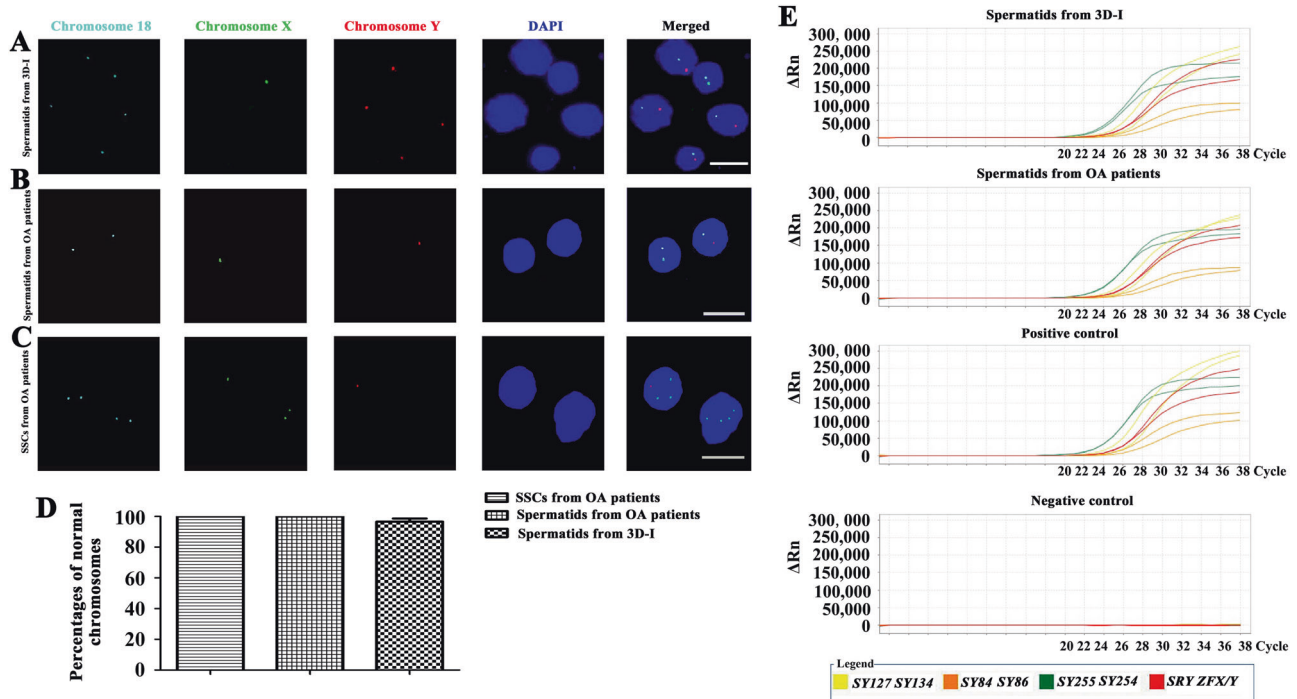 Chromosome 18 Chromosome X Chromosome Y DAPI Merged
A
Spermatids from 3D-I
B
Spermatids from OA patients
C
SSCs from OA patients
D
Percentages of normal chromosomes
100
80
60
40
20
0
SSCs from OA patients
Spermatids from OA patients
Spermatids from 3D-I
E
Spermatids from 3D-I
ΔRn
300, 000
250,000
200,000
150,000
100,000
50,000
0
20 22 24 26 28 30 32 34 36 38 Cycle
Spermatids from OA patients
ΔRn
300, 000
250,000
200,000
150,000
100,000
50,000
0
20 22 24 26 28 30 32 34 36 38 Cycle
Positive control
ΔRn
300, 000
250,000
200,000
150,000
100,000
50,000
0
20 22 24 26 28 30 32 34 36 38 Cycle
Negative control
ΔRn
300, 000
250,000
200,000
150,000
100,000
50,000
0
20 22 24 26 28 30 32 34 36 38 Cycle
Legend
SY127 SY134 SY84 SY86 SY255 SY254 SRY ZFX/Y